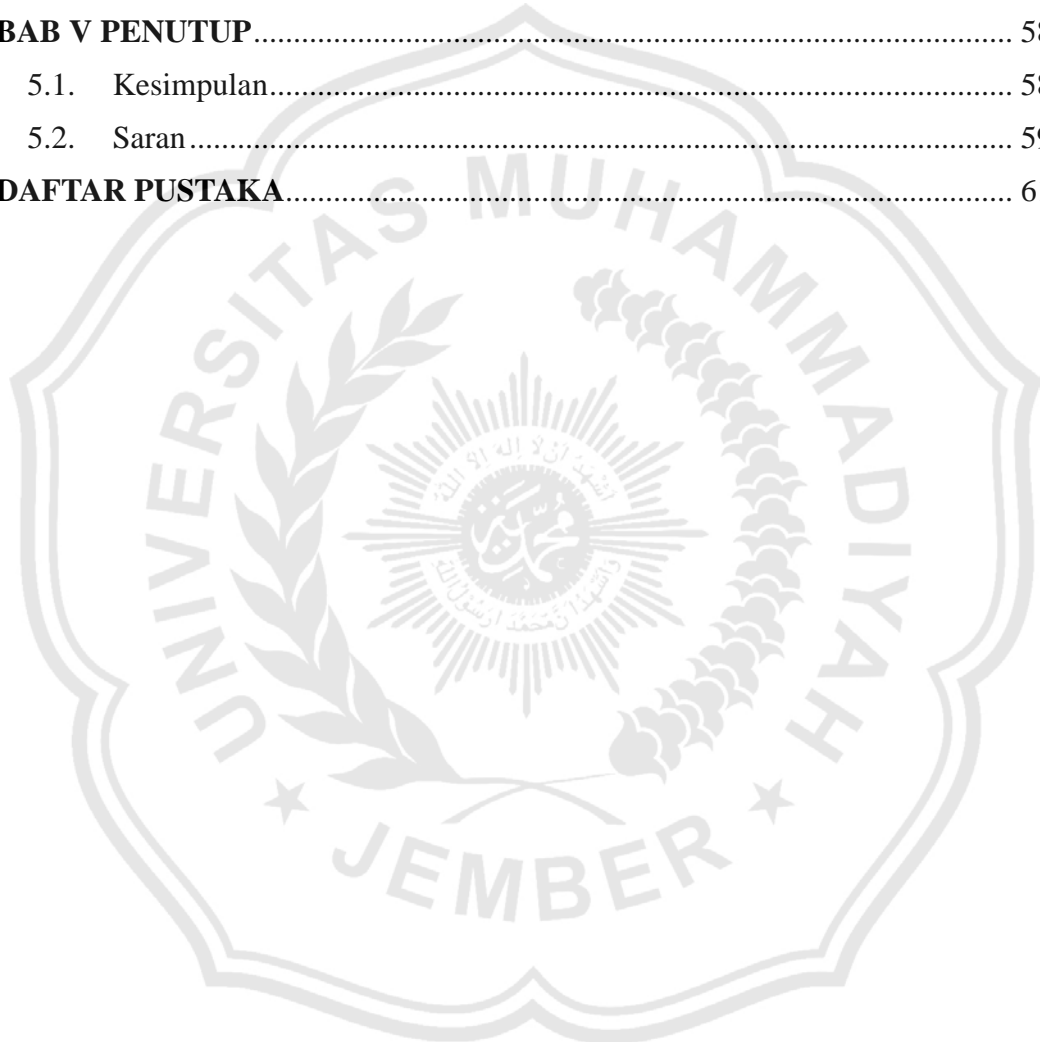 BAB V PENUTUP.......................................................................................... 58
5.1. Kesimpulan........................................................................................ 58
5.2. Saran................................................................................................. 59
DAFTAR PUSTAKA...................................................................................... 6
UNIVERSITAS MUHAMMADIYAH
JEMBER